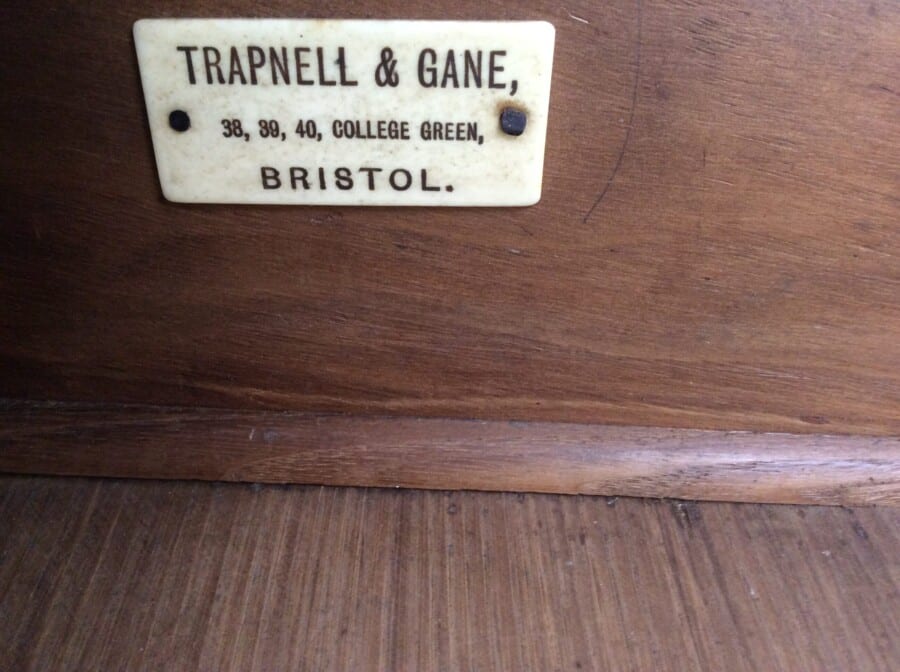 TRAPNELL & GANE,
38, 39, 40, COLLEGE GREEN,
BRISTOL.